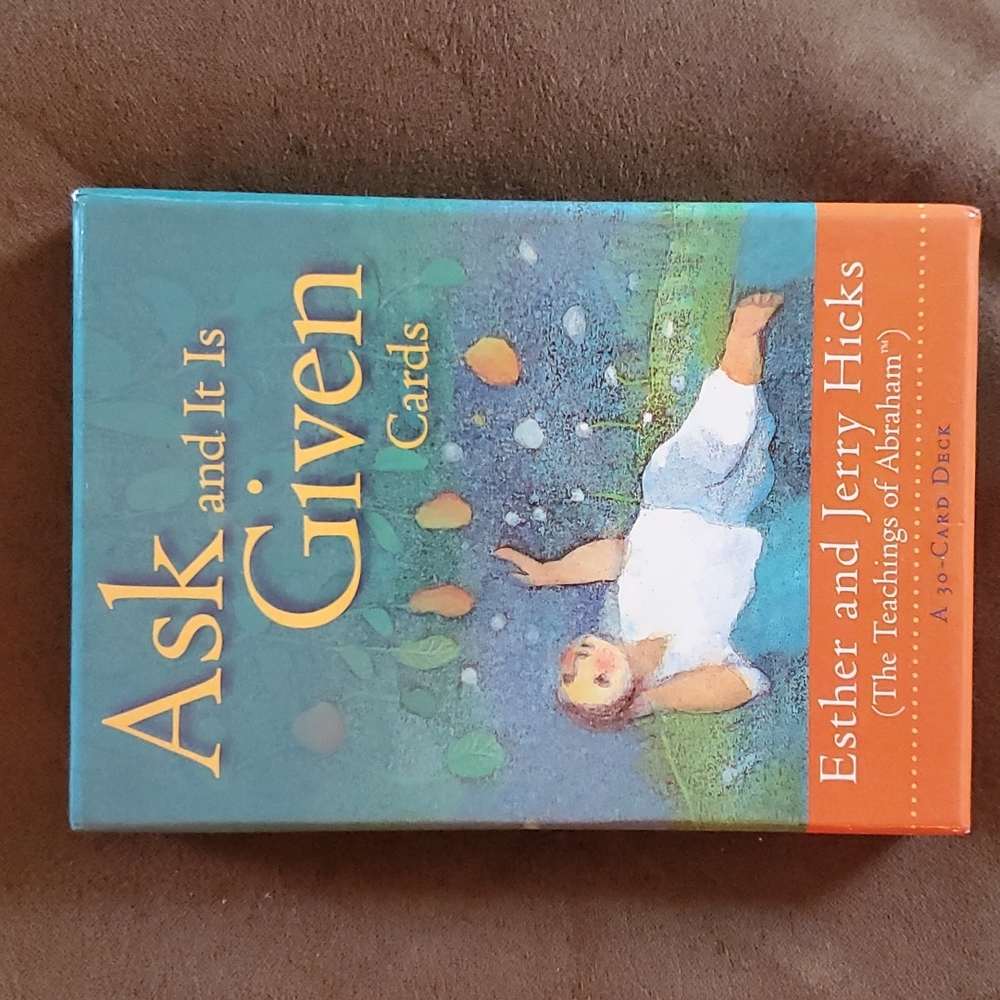 Ask and It Is
Given
Cards
Esther and Jerry Hicks
(The Teachings of Abraham™)
A 30-Card Deck